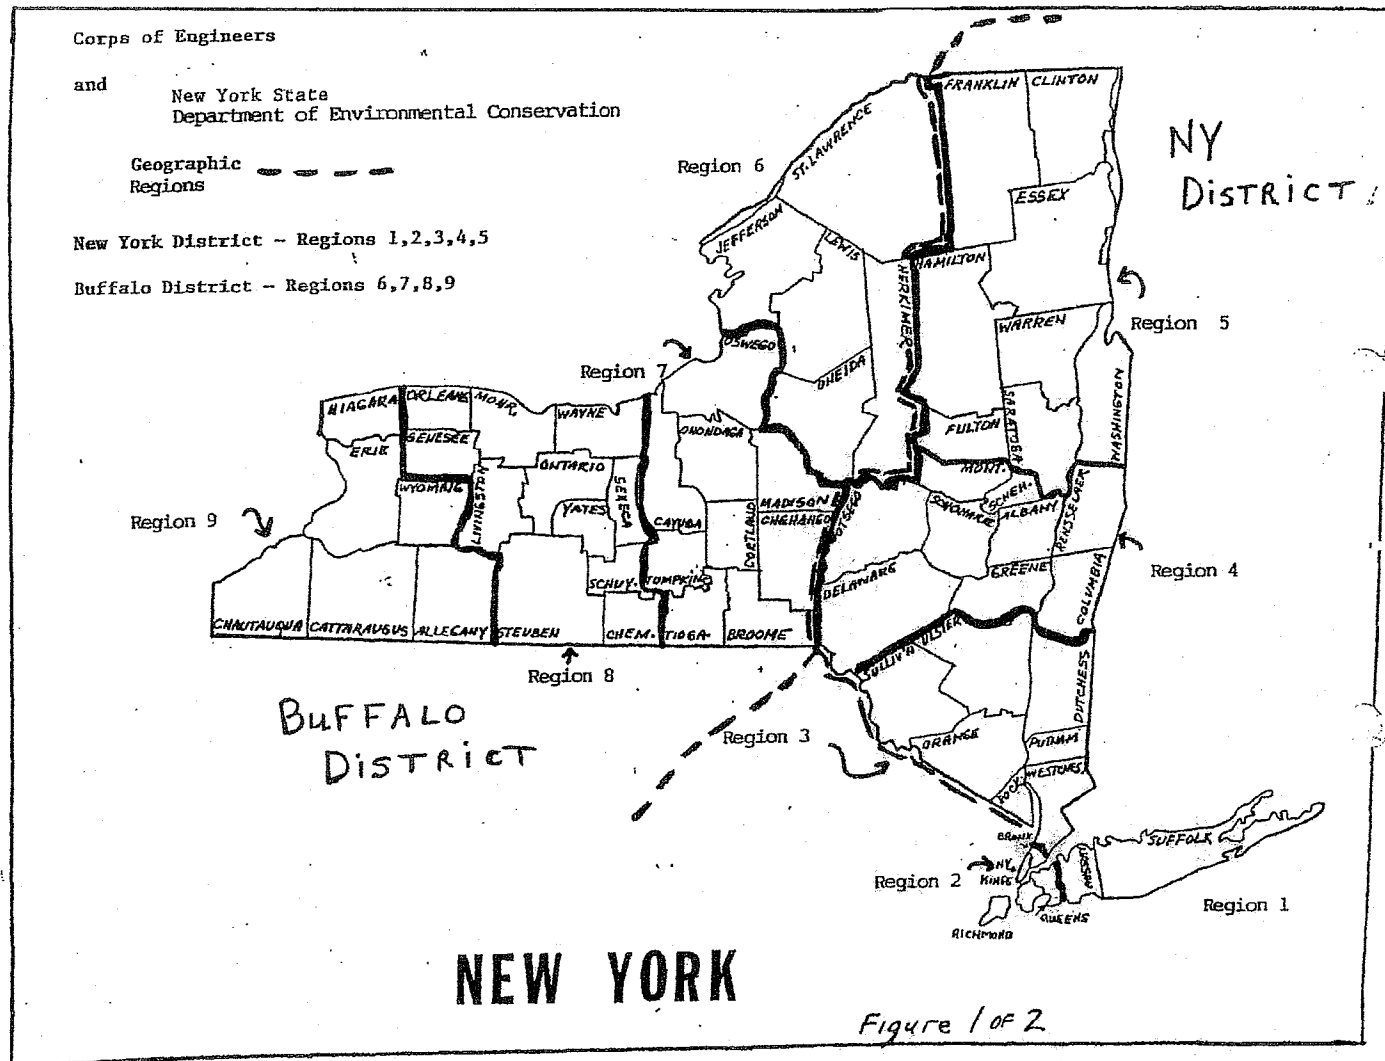 Corps of Engineers
and
New York State
Department of Environmental Conservation
Geographic
Regions
New York District - Regions 1,2,3,4,5
Buffalo District - Regions 6,7,8,9
NY
DISTRICT
Region 6
Region 5
Region 7
Region 9
Region 4
Region 8
BUFFALO
DISTRICT
Region 3
Region 2
Region 1
FRANKLIN
CLINTON
ST. LAWRENCE
ESSEX
JEFFERSON
LEWIS
HAMILTON
HERKIMER
WARREN
OSWEGO
ONEIDA
WASHINGTON
SARATOGA
FULTON
MONT.
NIAGARA
ORLEANS
MONR.
WAYNE
ONONDAGA
ERIE
GENESEE
ONTARIO
WYOMING
LIVINGSTON
YATES
SENECA
CAYUGA
MADISON
CHENANGO
CORTLAND
OTSEGO
SCHOHARIE
SCHEN.
ALBANY
RENSSELAER
SCHUY.
TOMPKINS
DELAWARE
GREENE
COLUMBIA
CHAUTAUQUA
CATTARAUGUS
ALLEGANY
STEUBEN
CHEM.
TIOGA
BROOME
SULLIV'N
ULSTER
DUTCHESS
ORANGE
PUTNAM
ROCK.
WESTCHES.
BRONX
NY.
KINGS
QUEENS
RICHMOND
NASSAU
SUFFOLK
NEW YORK
Figure 1 OF 2